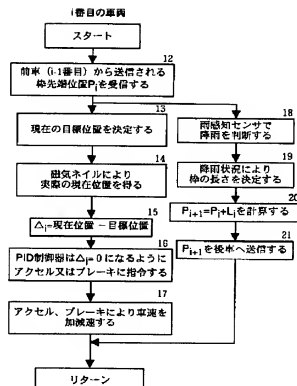 i番目の車両
スタート
12
前車（i-1番目）から送信される
枠先端位置Piを受信する
13
現在の目標位置を決定する
14
磁気ネイルにより
実際の現在位置を得る
15
△i=現在位置－目標位置
16
PID制御器は△i=0になるように
アクセル又はブレーキに指令する
17
アクセル、ブレーキにより車速を
加減速する
18
雨感知センサで
降雨を判断する
19
降雨状況により
枠の長さを決定する
20
Pi+1=Pi+Liを計算する
21
Pi+1を後車へ送信する
リターン